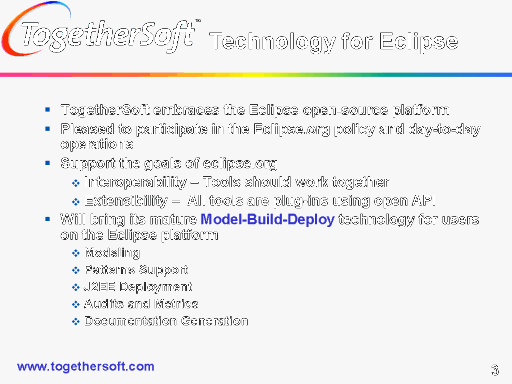 TogetherSoft™ Technology for Eclipse
TogetherSoft embraces the Eclipse open-source platform
Pleased to participate in the Eclipse.org policy and day-to-day
operations
Support the goals of eclipse.org
Interoperability – Tools should work together
Extensibility – All tools are plug-ins using open API.
Will bring its mature Model-Build-Deploy technology for users
on the Eclipse platform
Modeling
Patterns Support
J2EE Deployment
Audits and Metrics
Documentation Generation
www.togethersoft.com
3